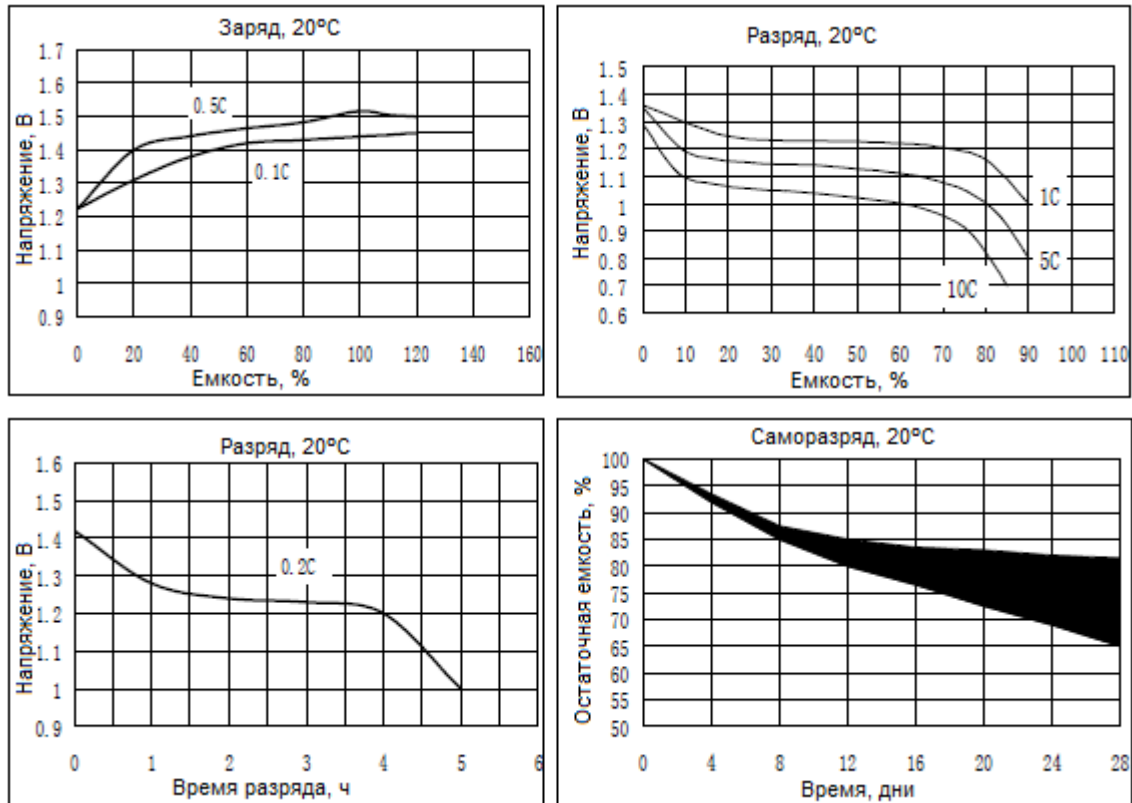 Заряд, 20°C
Напряжение, В
1.7
1.6
1.5
1.4
1.3
1.2
1.1
1
0.9
0.5C
0.1C
0 20 40 60 80 100 120 140 160
Емкость, %
Разряд, 20°C
Напряжение, В
1.5
1.4
1.3
1.2
1.1
1
0.9
0.8
0.7
0.6
1C
5C
10C
0 10 20 30 40 50 60 70 80 90 100 110
Емкость, %
Разряд, 20°C
Напряжение, В
1.6
1.5
1.4
1.3
1.2
1.1
1
0.9
0.2C
0 1 2 3 4 5 6
Время разряда, ч
Саморазряд, 20°C
Остаточная емкость, %
100
95
90
85
80
75
70
65
60
55
50
0 4 8 12 16 20 24 28
Время, дни